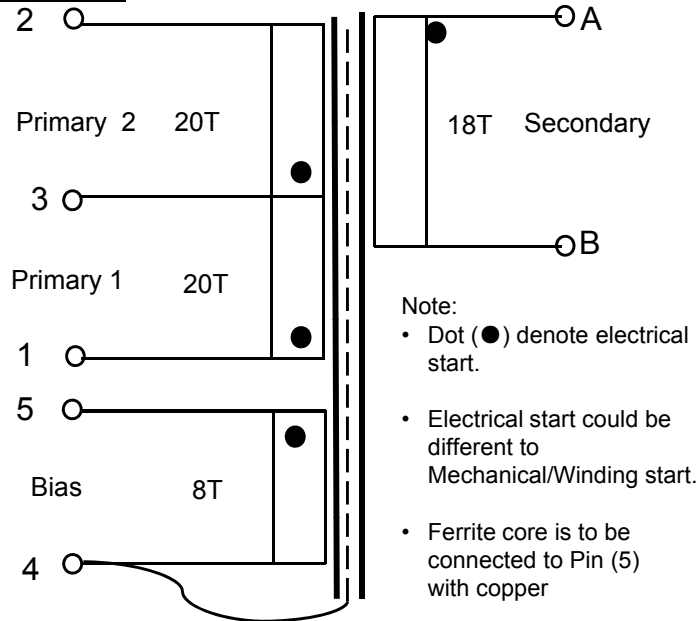 2
A
Primary 2 20T
18T Secondary
3
B
Primary 1 20T
1
5
Bias 8T
4
Note:
• Dot (●) denote electrical
start.
• Electrical start could be
different to
Mechanical/Winding start.
• Ferrite core is to be
connected to Pin (5)
with copper